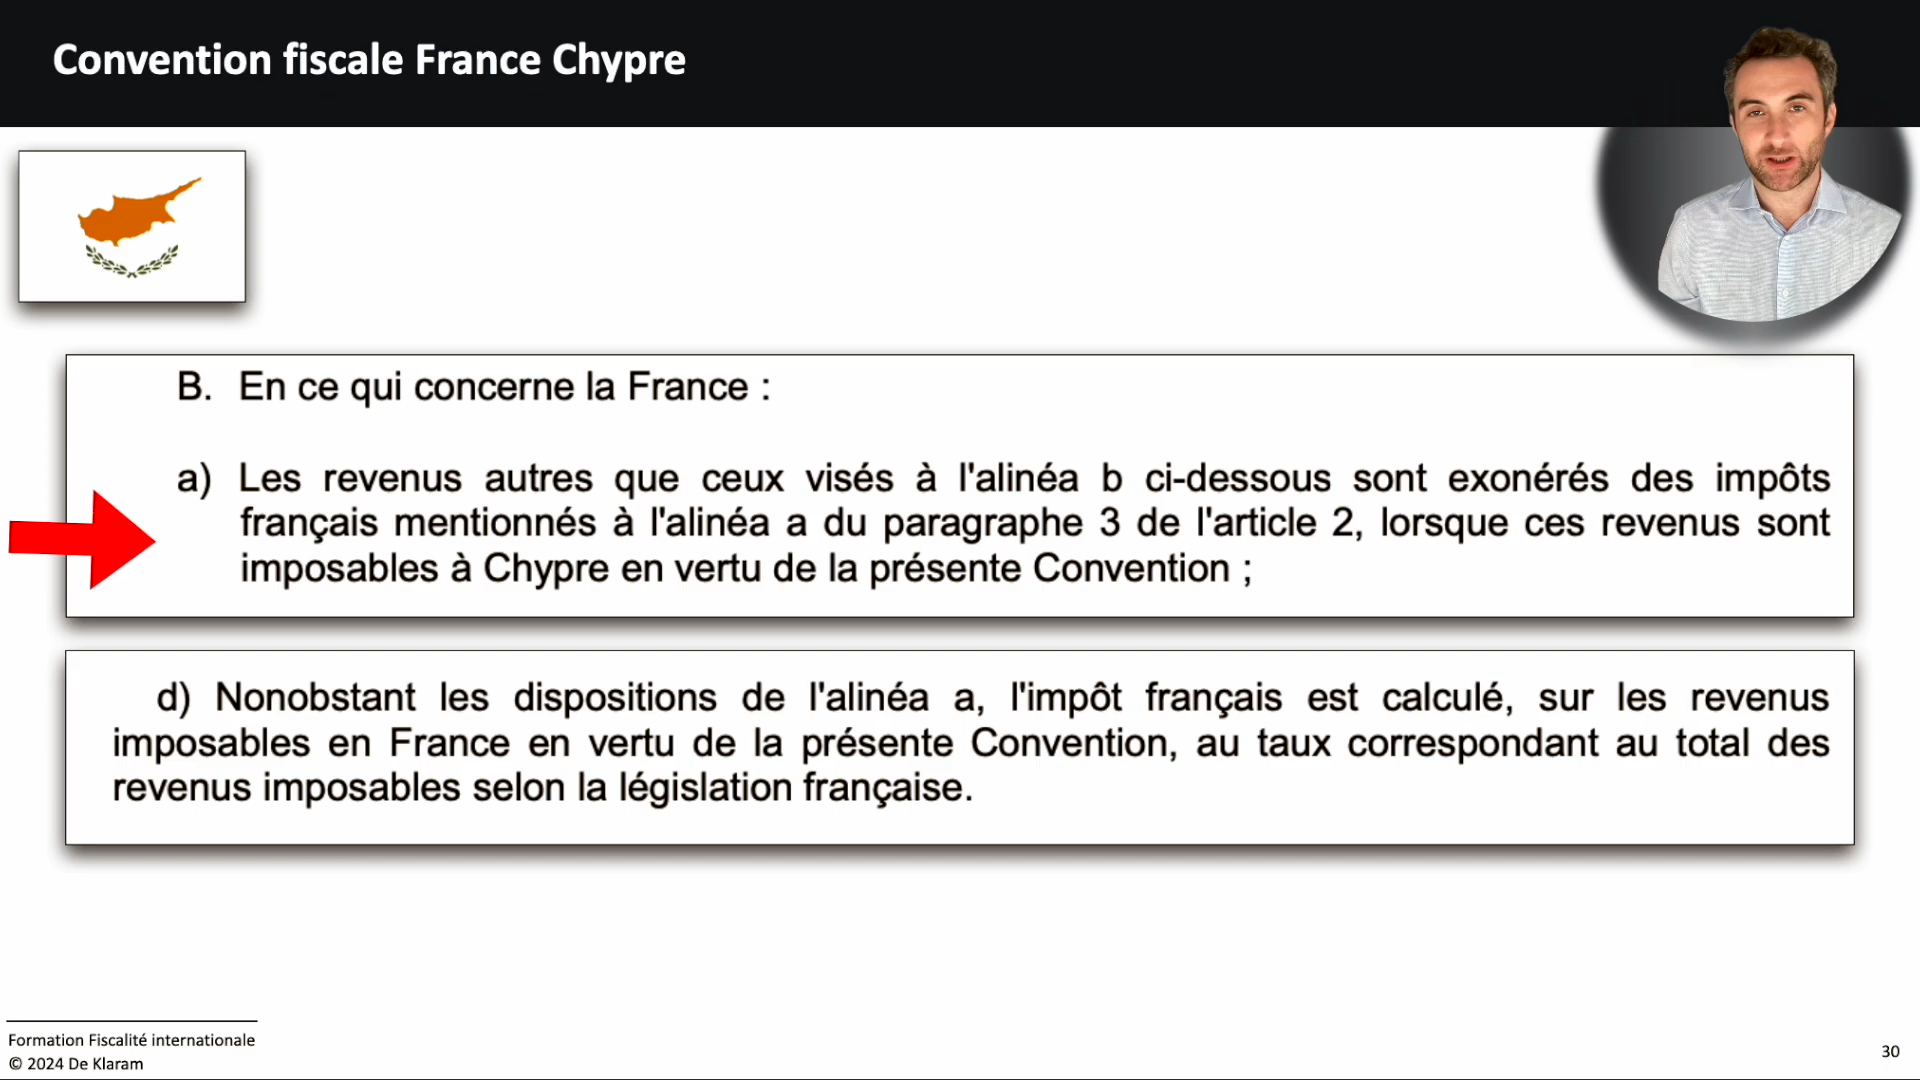 Convention fiscale France Chypre
B. En ce qui concerne la France :
a) Les revenus autres que ceux visés à l'alinéa b ci-dessous sont exonérés des impôts
français mentionnés à l'alinéa a du paragraphe 3 de l'article 2, lorsque ces revenus sont
imposables à Chypre en vertu de la présente Convention ;
d) Nonobstant les dispositions de l'alinéa a, l'impôt français est calculé, sur les revenus
imposables en France en vertu de la présente Convention, au taux correspondant au total des
revenus imposables selon la législation française.
Formation Fiscalité internationale
© 2024 De Klaram
30